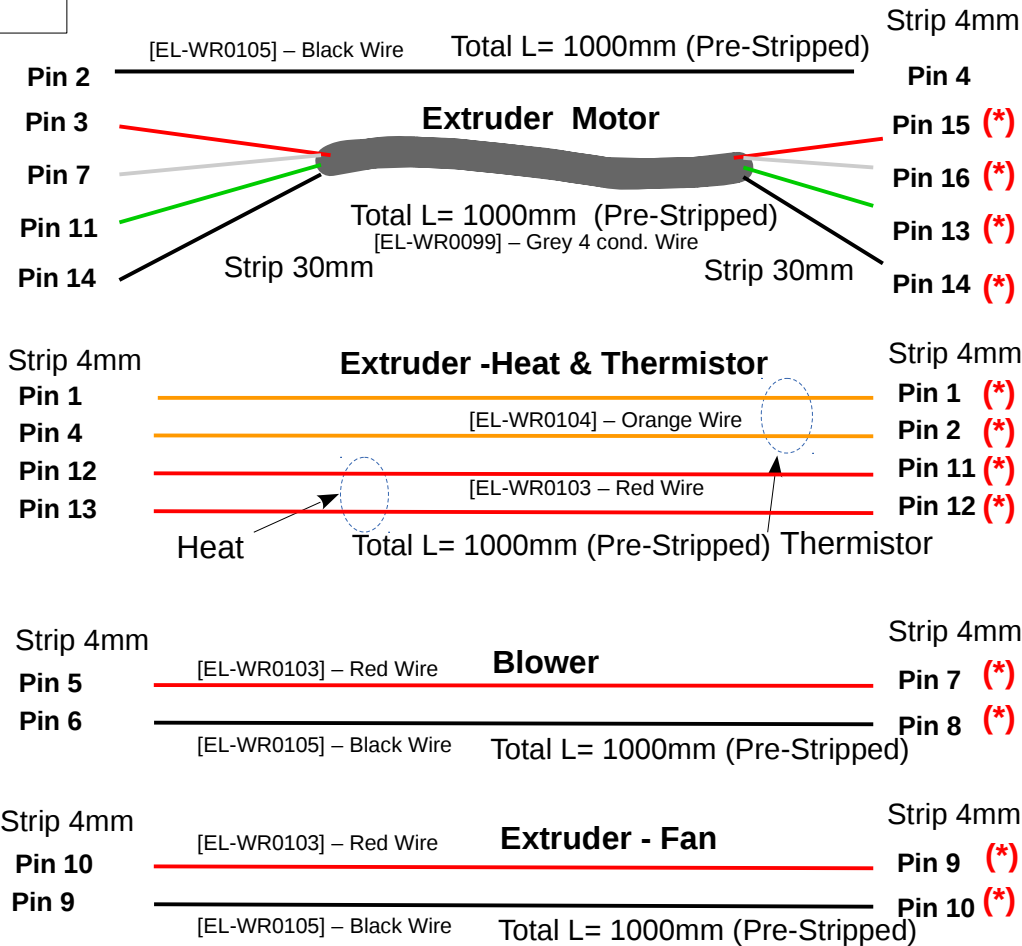 Strip 4mm
[EL-WR0105] – Black Wire Total L= 1000mm (Pre-Stripped)
Pin 2 Pin 4
Extruder Motor
Pin 3 Pin 15 (*)
Pin 7 Pin 16 (*)
Pin 11 Pin 13 (*)
Total L= 1000mm (Pre-Stripped)
[EL-WR0099] – Grey 4 cond. Wire
Pin 14 Strip 30mm Strip 30mm Pin 14 (*)
Strip 4mm Extruder -Heat & Thermistor Strip 4mm
Pin 1 Pin 1 (*)
[EL-WR0104] – Orange Wire
Pin 4 Pin 2 (*)
Pin 12 Pin 11 (*)
[EL-WR0103 – Red Wire
Pin 13 Pin 12 (*)
Heat Total L= 1000mm (Pre-Stripped) Thermistor
Strip 4mm Strip 4mm
[EL-WR0103] – Red Wire Blower
Pin 5 Pin 7 (*)
Pin 6 Pin 8 (*)
[EL-WR0105] – Black Wire Total L= 1000mm (Pre-Stripped)
Strip 4mm Strip 4mm
[EL-WR0103] – Red Wire Extruder - Fan
Pin 10 Pin 9 (*)
Pin 9 Pin 10 (*)
[EL-WR0105] – Black Wire Total L= 1000mm (Pre-Stripped)